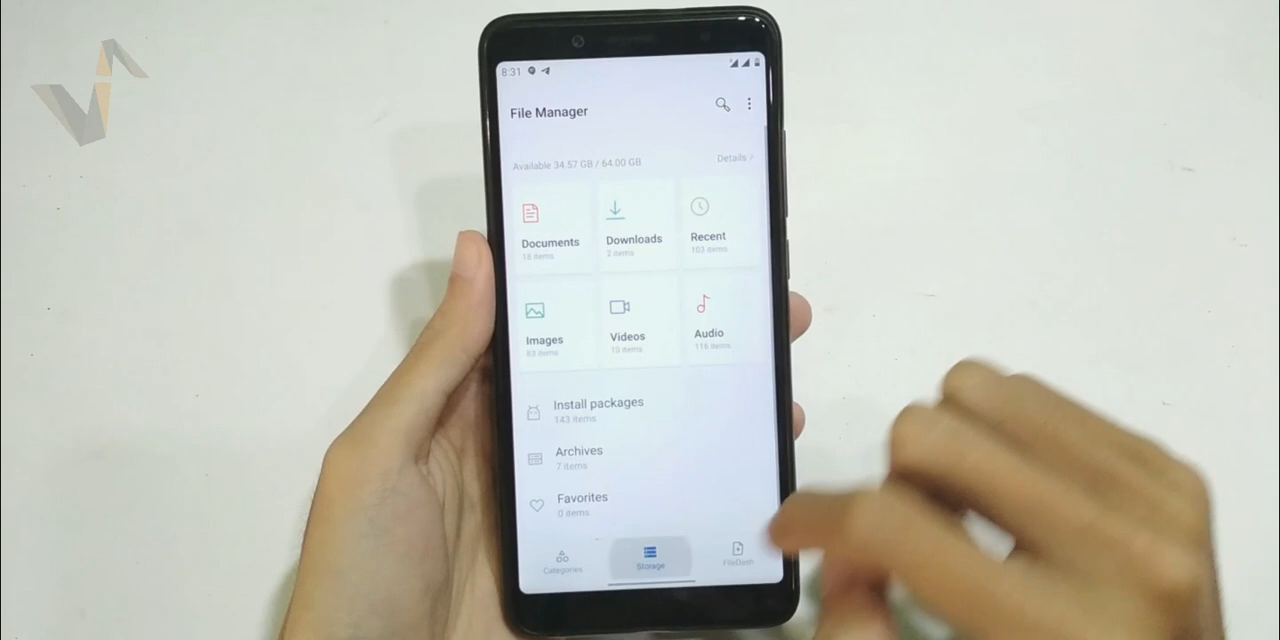 8:31
File Manager
Available 34.57 GB / 64.00 GB
Details
Documents
18 items
Downloads
2 items
Recent
103 items
Images
83 items
Videos
10 items
Audio
116 items
Install packages
143 items
Archives
7 items
Favorites
0 items
Categories
Storage
FileDash